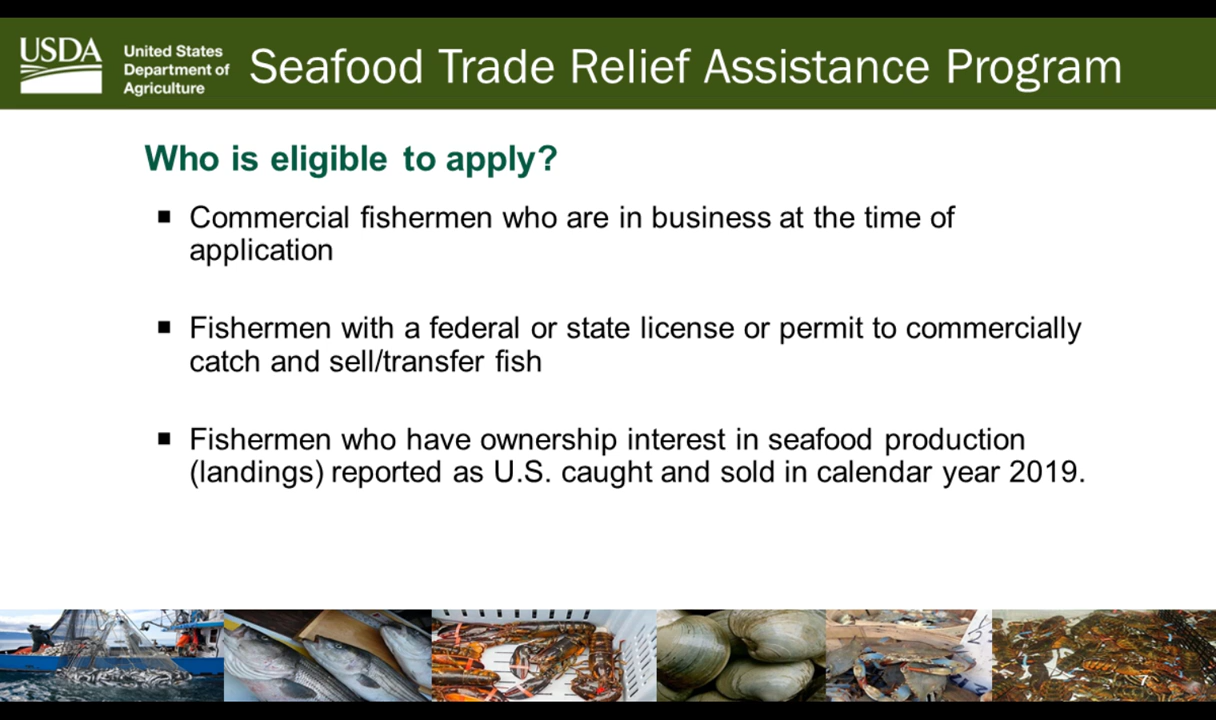 USDA
United States
Department of
Agriculture
Seafood Trade Relief Assistance Program
Who is eligible to apply?
▪ Commercial fishermen who are in business at the time of
application
▪ Fishermen with a federal or state license or permit to commercially
catch and sell/transfer fish
▪ Fishermen who have ownership interest in seafood production
(landings) reported as U.S. caught and sold in calendar year 2019.